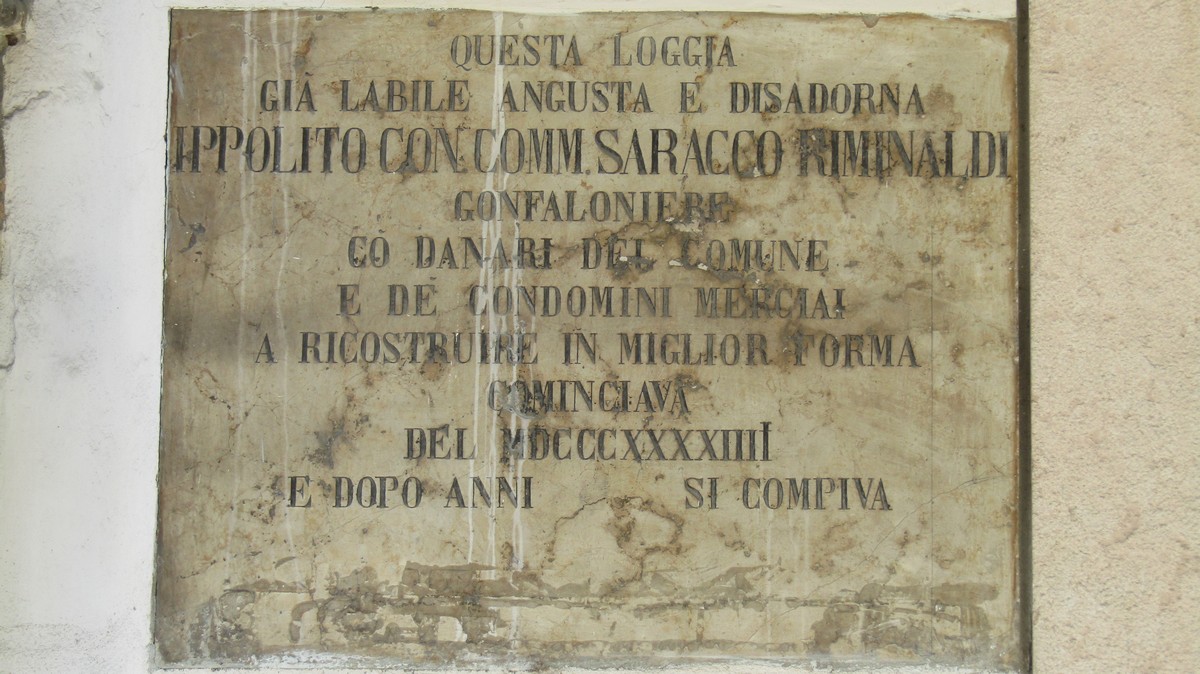 QUESTA LOGGIA
GIÀ LABILE ANGUSTA E DISADORNA
IPPOLITO CON. COMM. SARACCO RIMINALDI
GONFALONIERE
CO DANARI DEL COMUNE
E DE CONDOMINI MERCIAI
A RICOSTRUIRE IN MIGLIOR FORMA
COMINCIAVA
DEL MDCCCXXXXIIIII
E DOPO ANNI SI COMPIVA